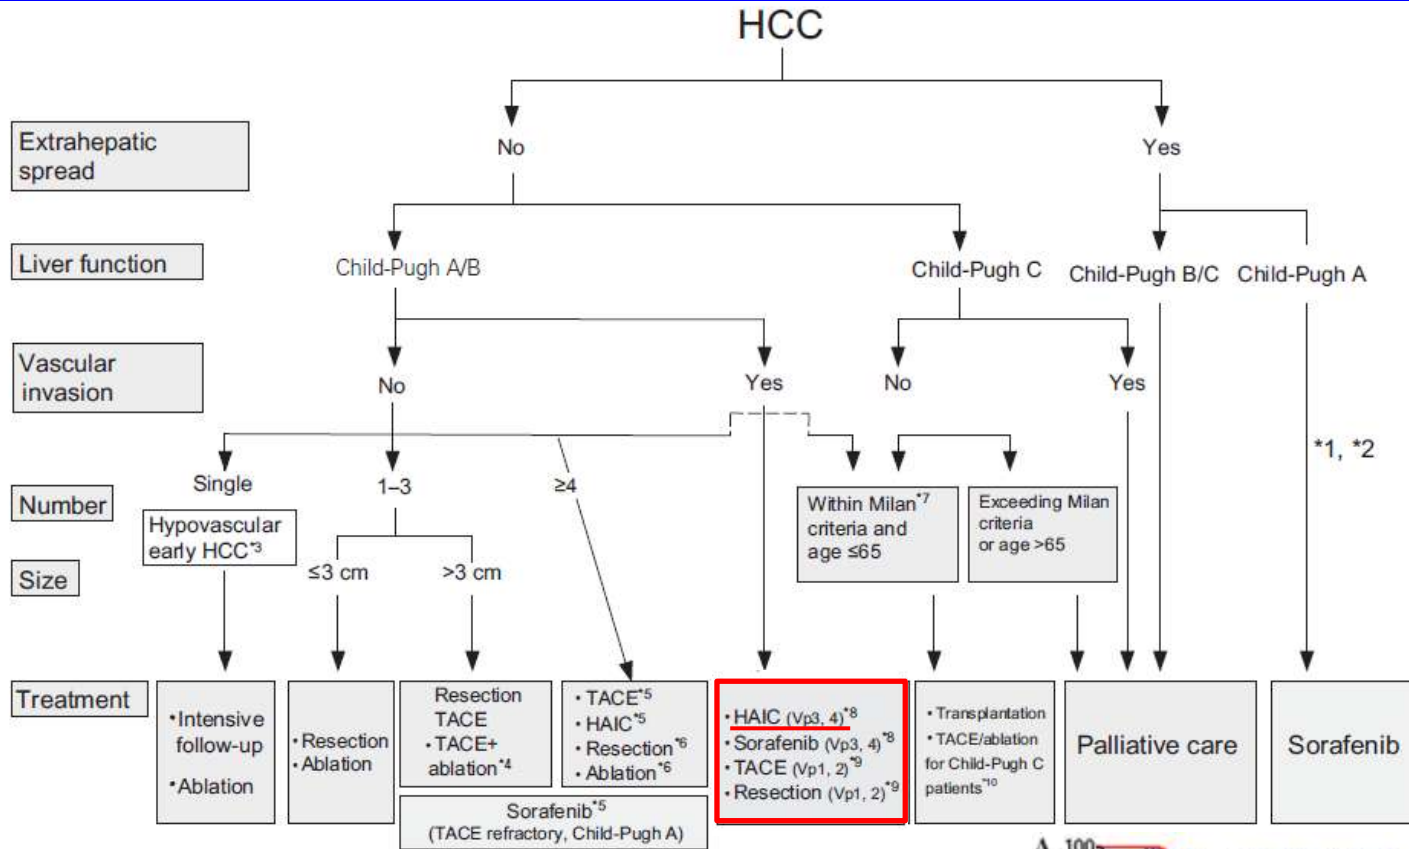 HCC
Extrahepatic
spread
No
Yes
Liver function
Child-Pugh A/B
Child-Pugh C
Child-Pugh B/C
Child-Pugh A
Vascular
invasion
No
Yes
No
Yes
*1, *2
Number
Single
1–3
≥4
Hypovascular
early HCC*3
Within Milan*7
criteria and
age ≤65
Exceeding Milan
criteria
or age >65
Size
≤3 cm
>3 cm
Treatment
•Intensive
follow-up
•Ablation
• Resection
• Ablation
Resection
TACE
• TACE+
ablation*4
• TACE*5
• HAIC*5
• Resection*6
• Ablation*6
Sorafenib*5
(TACE refractory, Child-Pugh A)
• HAIC (Vp3, 4)*8
• Sorafenib (Vp3, 4)*8
• TACE (Vp1, 2)*9
• Resection (Vp1, 2)*9
• Transplantation
• TACE/ablation
for Child-Pugh C
patients*10
Palliative care
Sorafenib
A 100